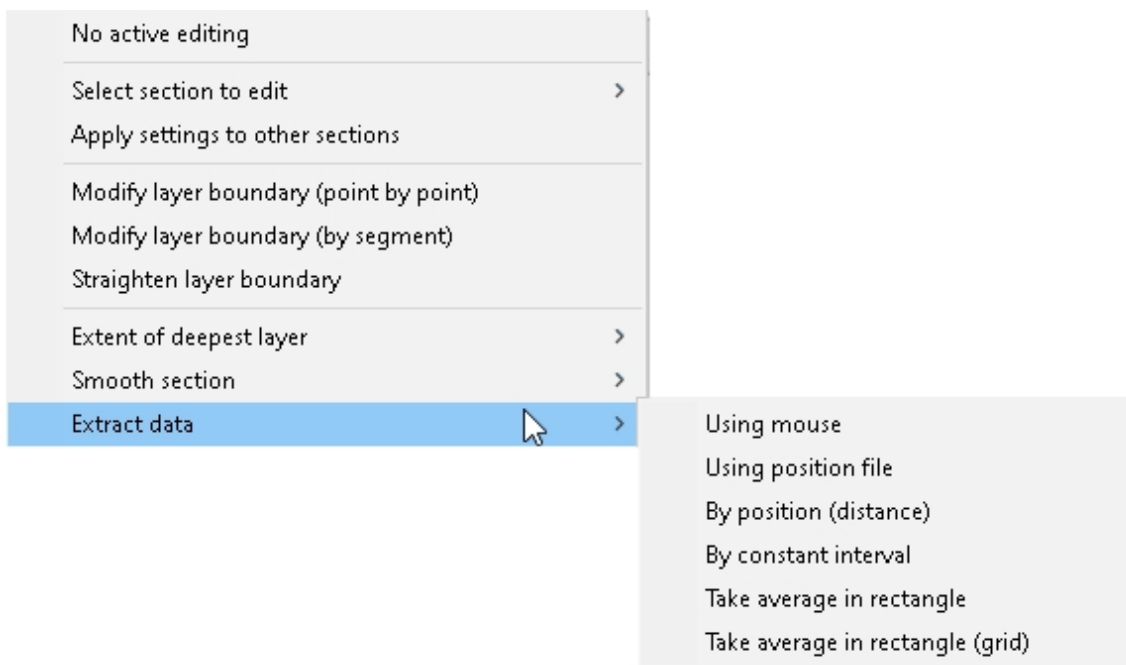 No active editing
Select section to edit
Apply settings to other sections
Modify layer boundary (point by point)
Modify layer boundary (by segment)
Straighten layer boundary
Extent of deepest layer
Smooth section
Extract data
Using mouse
Using position file
By position (distance)
By constant interval
Take average in rectangle
Take average in rectangle (grid)